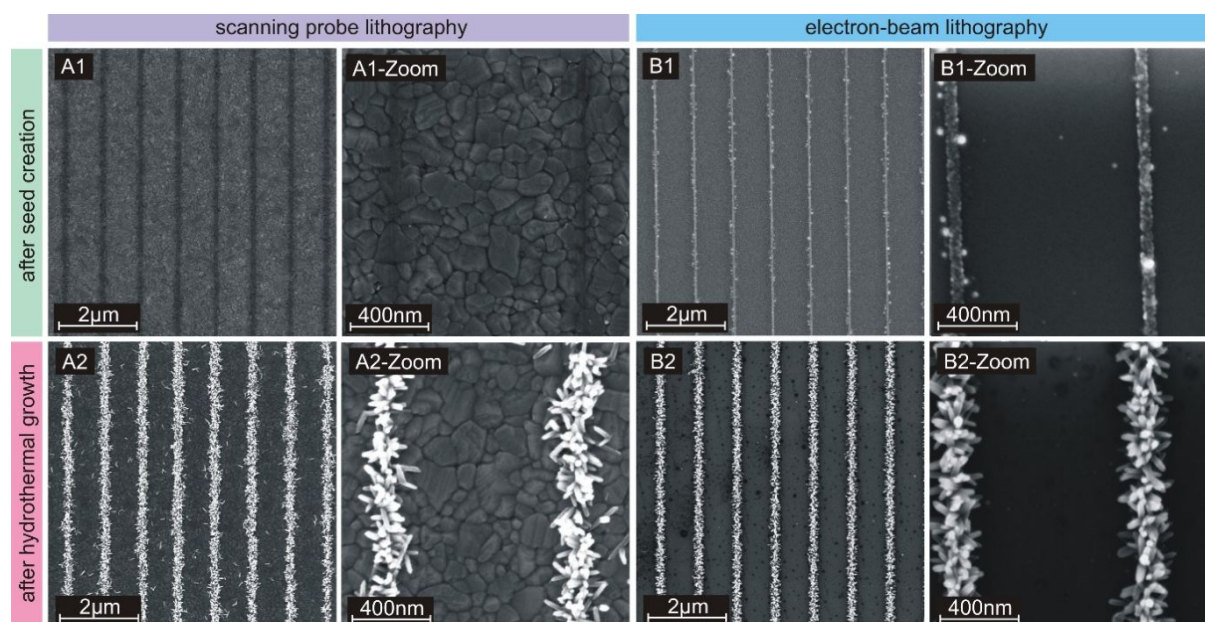 scanning probe lithography
electron-beam lithography
after seed creation
A1
A1-Zoom
B1
B1-Zoom
2µm
400nm
2µm
400nm
after hydrothermal growth
A2
A2-Zoom
B2
B2-Zoom
2µm
400nm
2µm
400nm